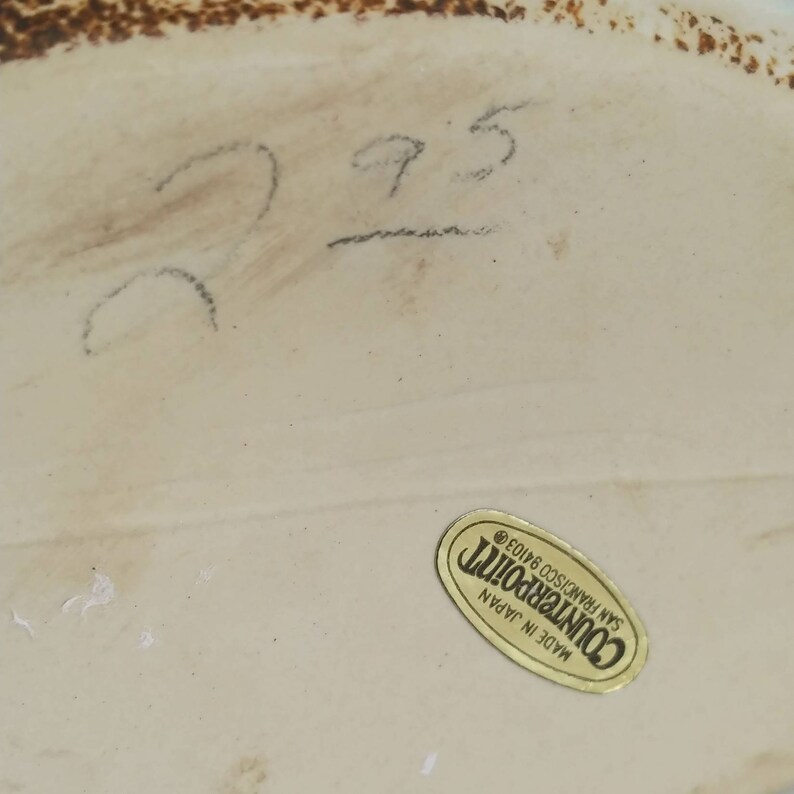 2 95
MADE IN JAPAN
COUNTERPOINT
SAN FRANCISCO 94103 ®